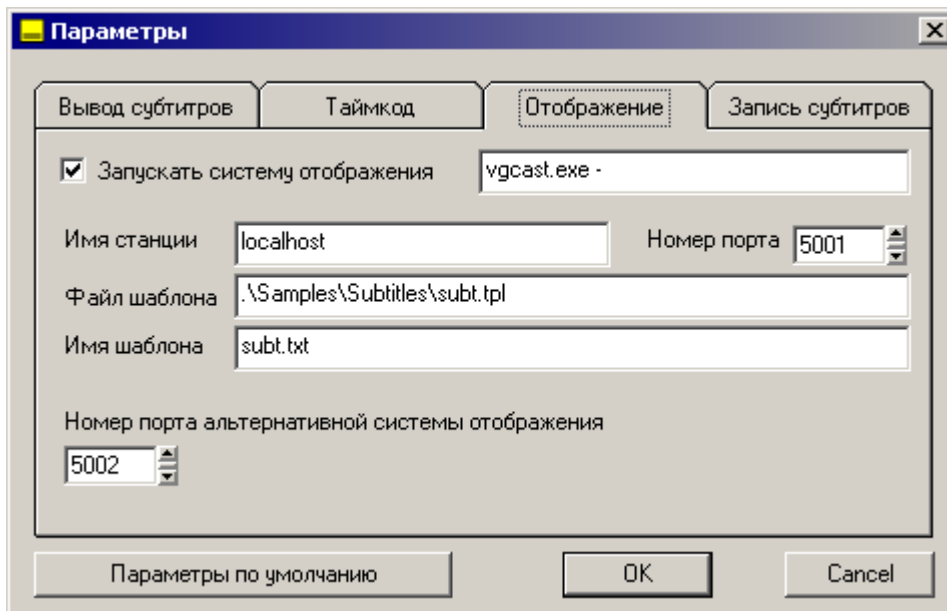 Параметры
Вывод субтитров Таймкод Отображение Запись субтитров
Запускать систему отображения vgcast.exe -
Имя станции localhost Номер порта 5001
Файл шаблона .\Samples\Subtitles\subt.tpl
Имя шаблона subt.txt
Номер порта альтернативной системы отображения
5002
Параметры по умолчанию OK Cancel